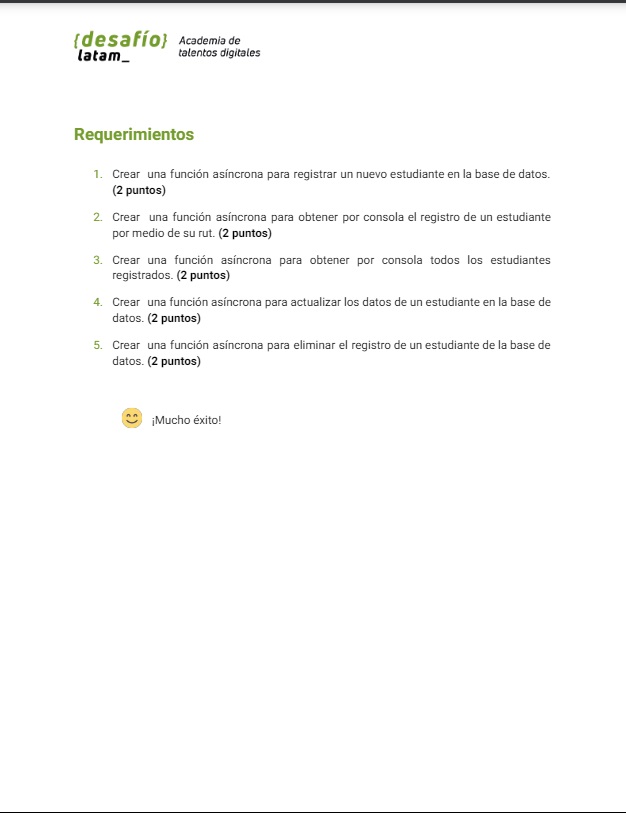 {desafío}
latam_
Academia de
talentos digitales
Requerimientos
1. Crear una función asíncrona para registrar un nuevo estudiante en la base de datos.
(2 puntos)
2. Crear una función asíncrona para obtener por consola el registro de un estudiante
por medio de su rut. (2 puntos)
3. Crear una función asíncrona para obtener por consola todos los estudiantes
registrados. (2 puntos)
4. Crear una función asíncrona para actualizar los datos de un estudiante en la base de
datos. (2 puntos)
5. Crear una función asíncrona para eliminar el registro de un estudiante de la base de
datos. (2 puntos)
¡Mucho éxito!